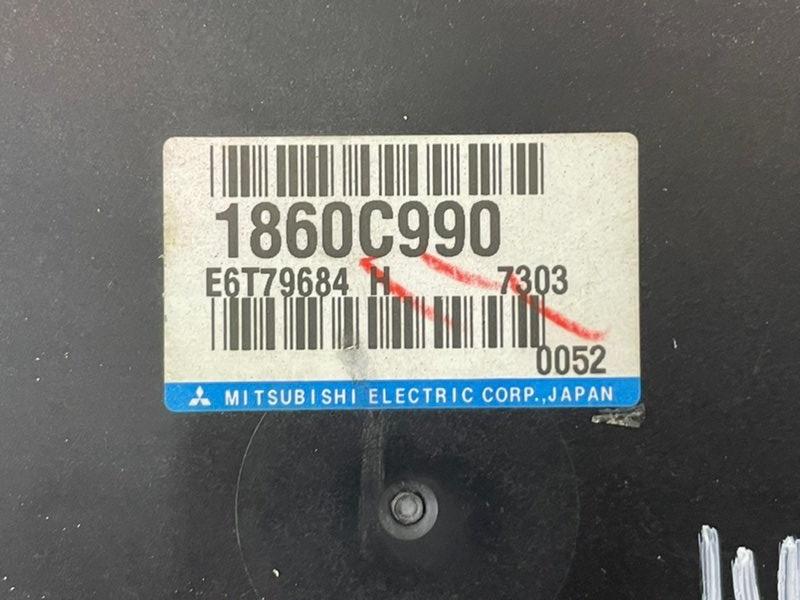 1860C990
E6T79684 H 7303
0052
MITSUBISHI ELECTRIC CORP.,JAPAN